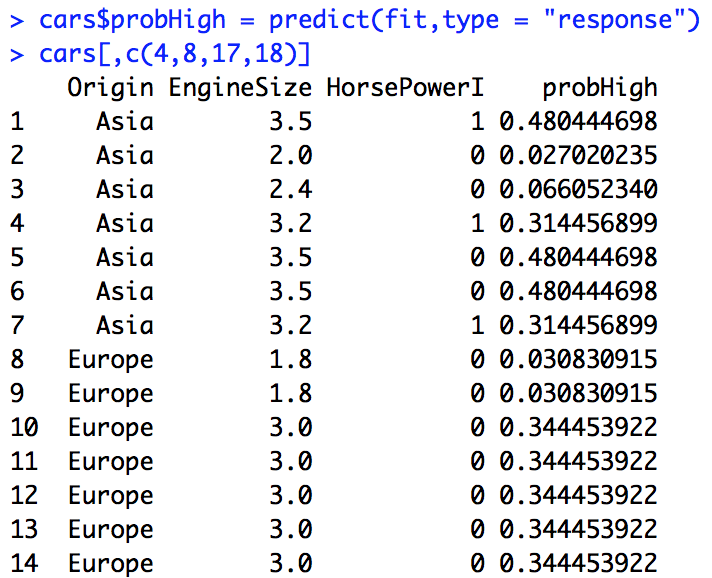 > cars$probHigh = predict(fit,type = "response")
> cars[,c(4,8,17,18)]
Origin EngineSize HorsePowerI probHigh
1 Asia 3.5 1 0.480444698
2 Asia 2.0 0 0.027020235
3 Asia 2.4 0 0.066052340
4 Asia 3.2 1 0.314456899
5 Asia 3.5 0 0.480444698
6 Asia 3.5 0 0.480444698
7 Asia 3.2 1 0.314456899
8 Europe 1.8 0 0.030830915
9 Europe 1.8 0 0.030830915
10 Europe 3.0 0 0.344453922
11 Europe 3.0 0 0.344453922
12 Europe 3.0 0 0.344453922
13 Europe 3.0 0 0.344453922
14 Europe 3.0 0 0.344453922